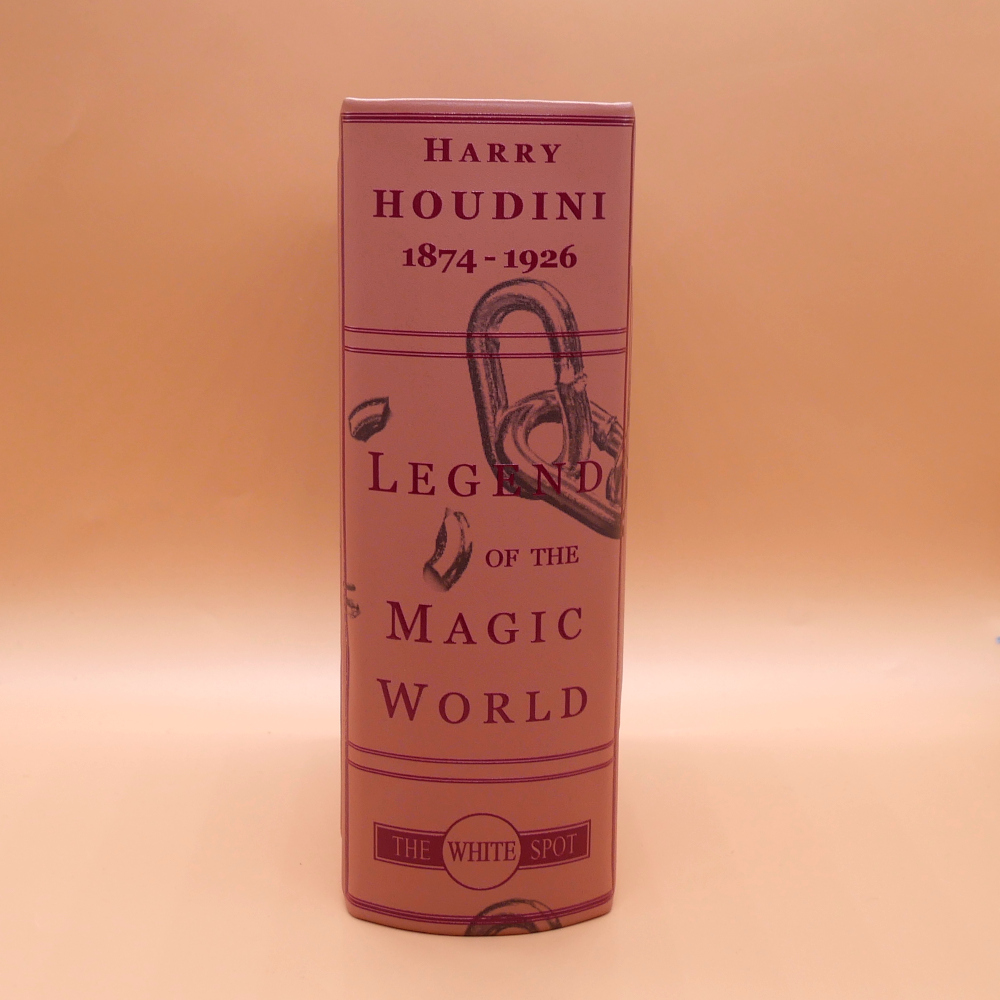 HARRY
HOUDINI
1874 - 1926
LEGEND
OF THE
MAGIC
WORLD
THE WHITE SPOT